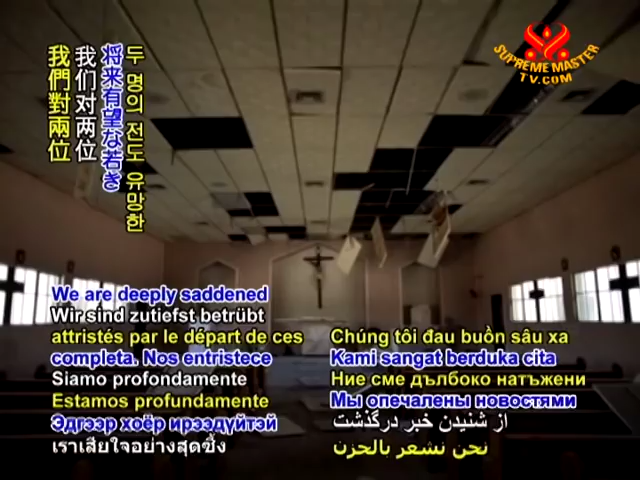 SUPREME MASTER
TV.COM
我們對兩位
我们对两位
将来有望な若き
두 명의 전도 유망한
We are deeply saddened
Wir sind zutiefst betrübt
attristés par le départ de ces
completa. Nos entristece
Siamo profondamente
Estamos profundamente
Эдгээр хоёр ирээдүйтэй
เราเสียใจอย่างสุดซึ้ง
Chúng tôi đau buồn sâu xa
Kami sangat berduka cita
Ние сме дълбоко натъжени
Мы опечалены новостями
از شنیدن خبر درگذشت
نحن نشعر بالحزن